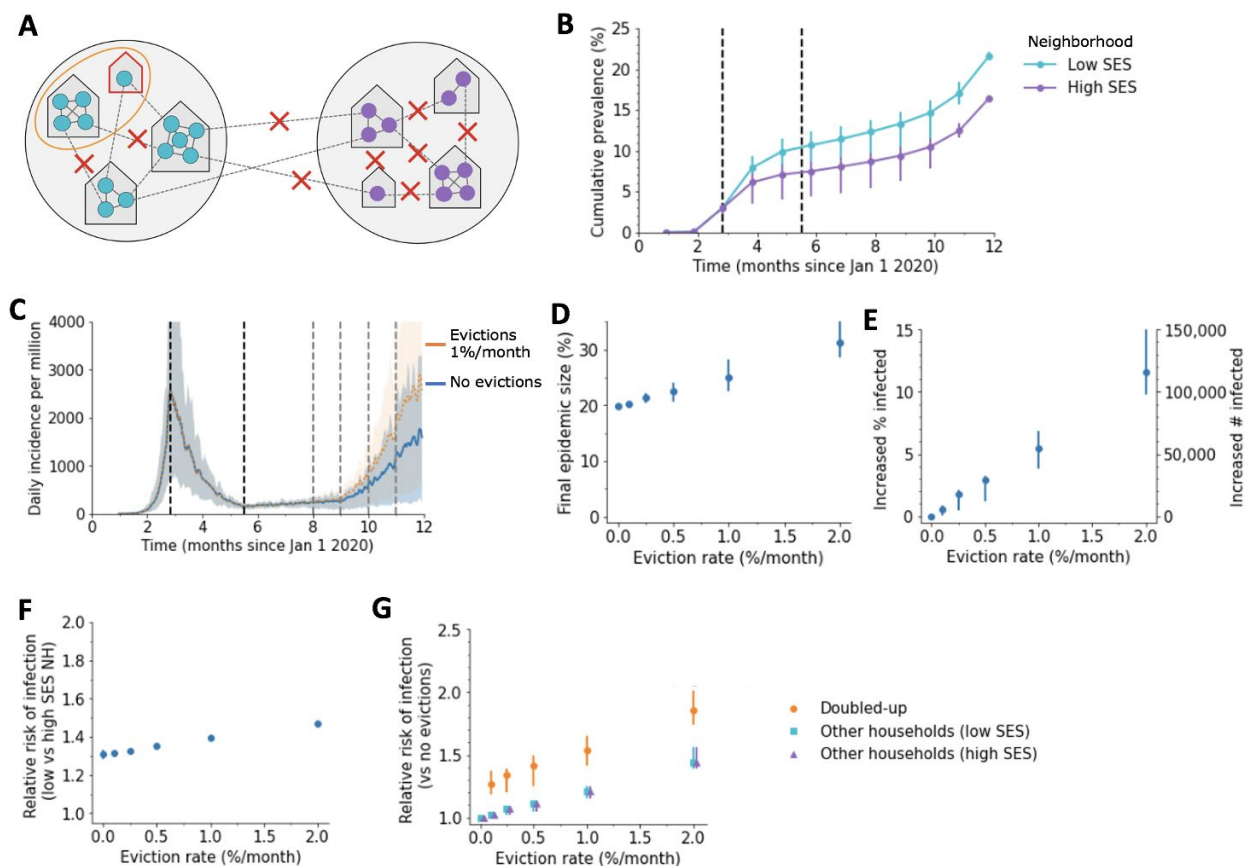 A
B
Cumulative prevalence (%)
25
20
15
10
5
0
0 2 4 6 8 10 12
Time (months since Jan 1 2020)
Neighborhood
Low SES
High SES
C
Daily incidence per million
4000
3000
2000
1000
0
0 2 4 6 8 10 12
Time (months since Jan 1 2020)
Evictions
1%/month
No evictions
D
Final epidemic size (%)
30
20
10
0
0.0 0.5 1.0 1.5 2.0
Eviction rate (%/month)
E
Increased % infected
15
10
5
0
0.0 0.5 1.0 1.5 2.0
Eviction rate (%/month)
150,000
100,000
50,000
0
Increased # infected
F
Relative risk of infection
(low vs high SES NH)
2.0
1.8
1.6
1.4
1.2
1.0
0.0 0.5 1.0 1.5 2.0
Eviction rate (%/month)
G
Relative risk of infection
(vs no evictions)
2.5
2.0
1.5
1.0
0.0 0.5 1.0 1.5 2.0
Eviction rate (%/month)
Doubled-up
Other households (low SES)
Other households (high SES)